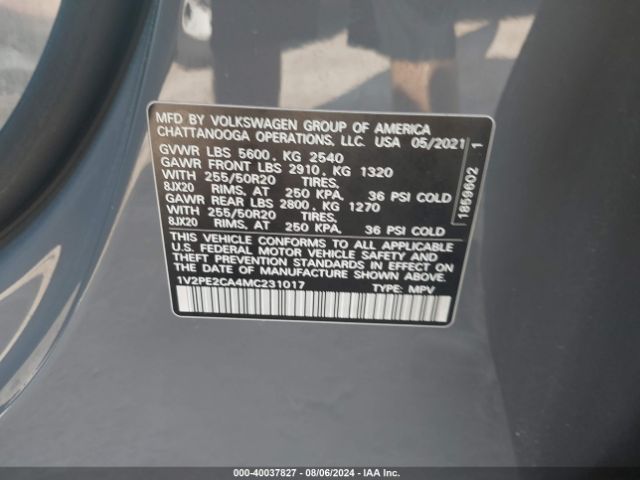 MFD BY VOLKSWAGEN GROUP OF AMERICA
CHATTANOOGA OPERATIONS, LLC. USA 05/2021
GVWR LBS 5600, KG 2540
GAWR FRONT LBS 2910, KG 1320
WITH 255/50R20 TIRES,
8JX20 RIMS, AT 250 KPA, 36 PSI COLD
GAWR REAR LBS 2800, KG 1270
WITH 255/50R20 TIRES,
8JX20 RIMS, AT 250 KPA, 36 PSI COLD
THIS VEHICLE CONFORMS TO ALL APPLICABLE
U.S. FEDERAL MOTOR VEHICLE SAFETY AND
THEFT PREVENTION STANDARDS IN EFFECT
ON THE DATE OF MANUFACTURE SHOWN ABOVE.
1V2PE2CA4MC231017 TYPE: MPV
1859602 1
000-40037827 - 08/06/2024 - IAA Inc.